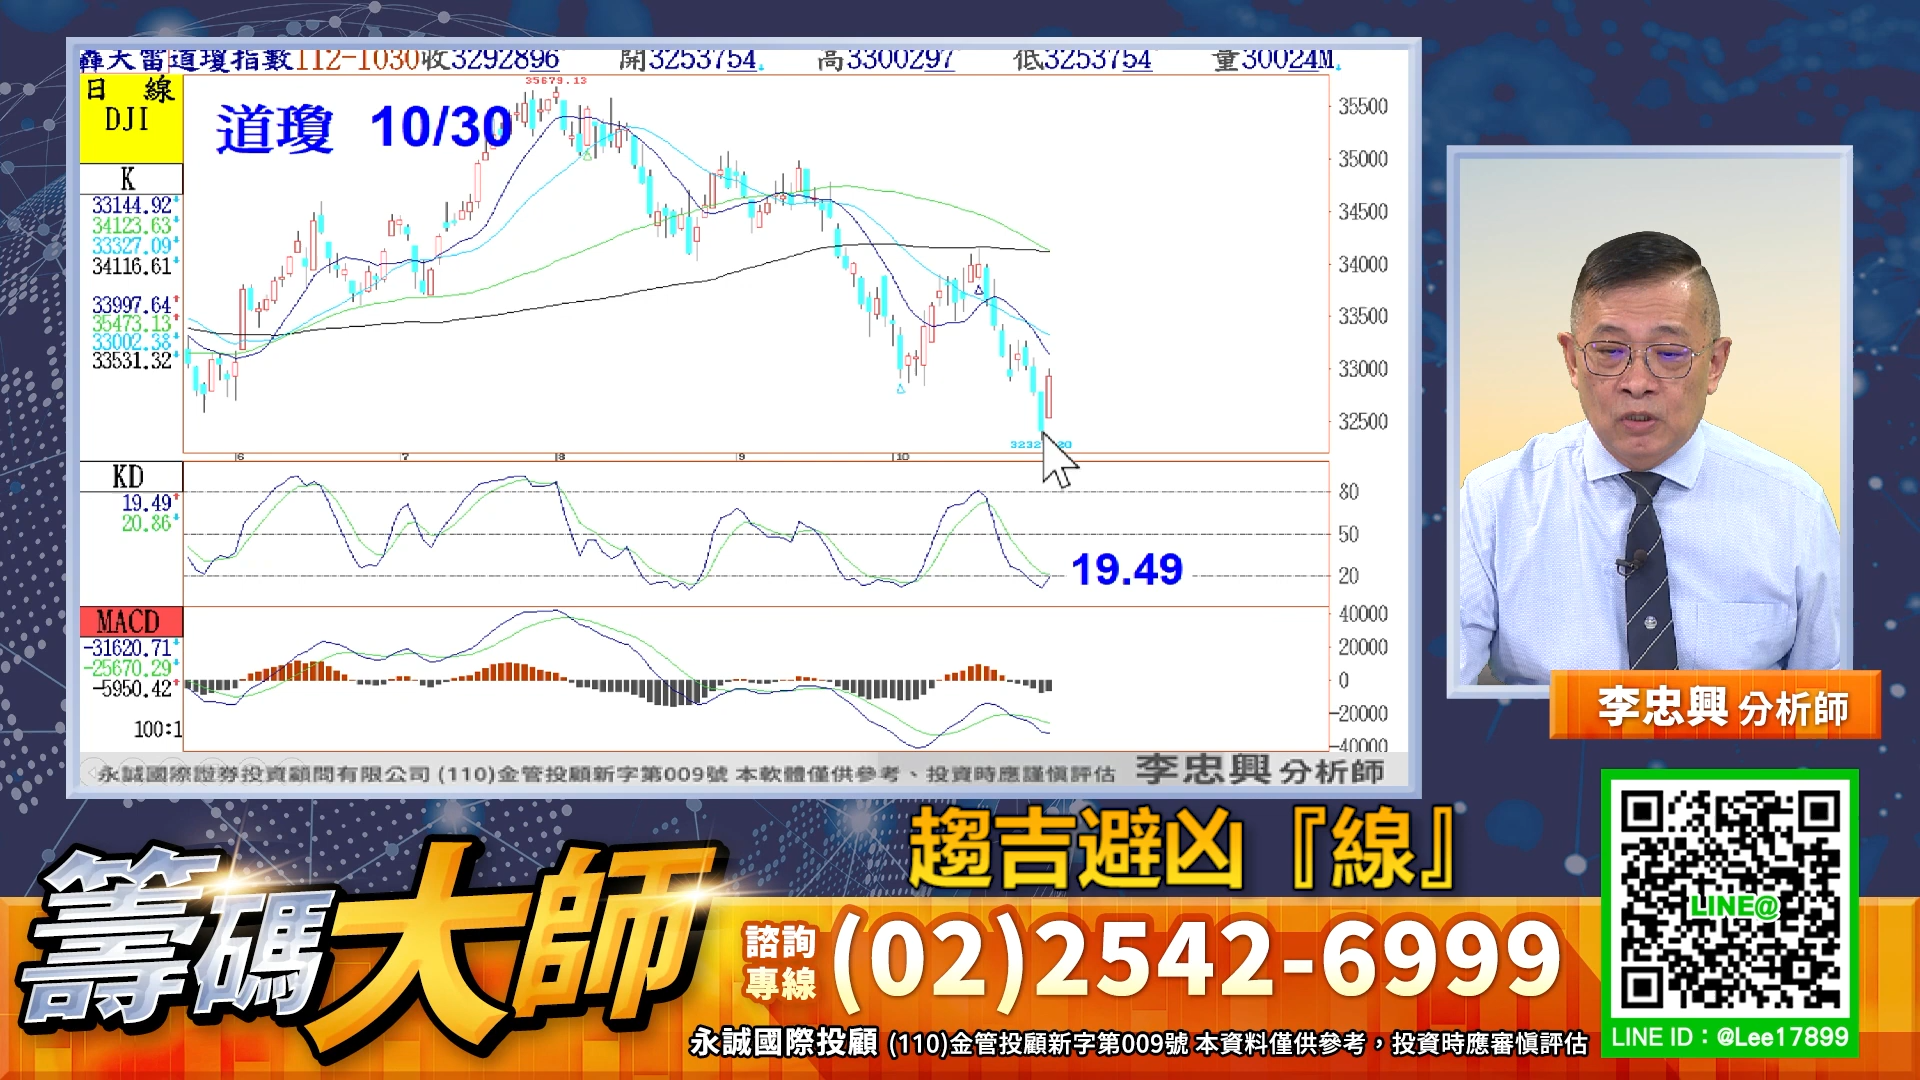 轟天雷道瓊指數112-1030收3292896 開3253754 高3300297 低3253754 量30024M
日 線
DJI
道瓊 10/30
35679.13
K
33144.92
34123.63
33327.09
34116.61
33997.64
35473.13
33002.38
33531.32
35500
35000
34500
34000
33500
33000
32500
6 7 8 9 10
KD
19.49
20.86
19.49
80
50
20
MACD
-31620.71
-25670.29
-5950.42
100:1
40000
20000
0
-20000
-40000
永誠國際證券投資顧問有限公司 (110)金管投顧新字第009號 本軟體僅供參考、投資時應謹慎評估 李忠興 分析師
李忠興 分析師
趨吉避凶『線』
籌碼大師
諮詢專線 (02)2542-6999
永誠國際投顧 (110)金管投顧新字第009號 本資料僅供參考，投資時應審慎評估
LINE@
LINE ID：@Lee17899